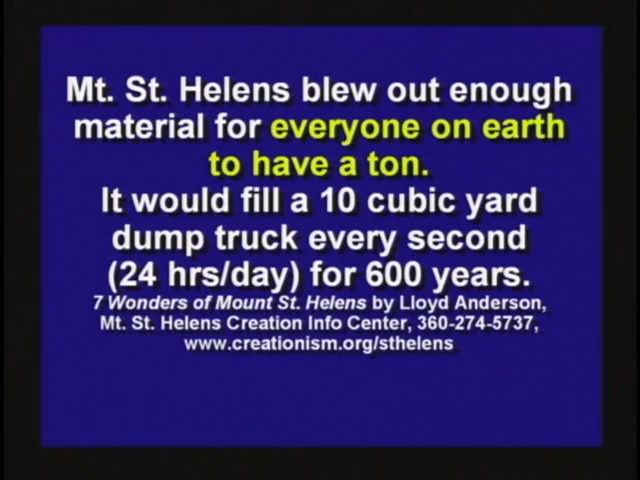 Mt. St. Helens blew out enough
material for everyone on earth
to have a ton.
It would fill a 10 cubic yard
dump truck every second
(24 hrs/day) for 600 years.
7 Wonders of Mount St. Helens by Lloyd Anderson,
Mt. St. Helens Creation Info Center, 360-274-5737,
www.creationism.org/sthelens